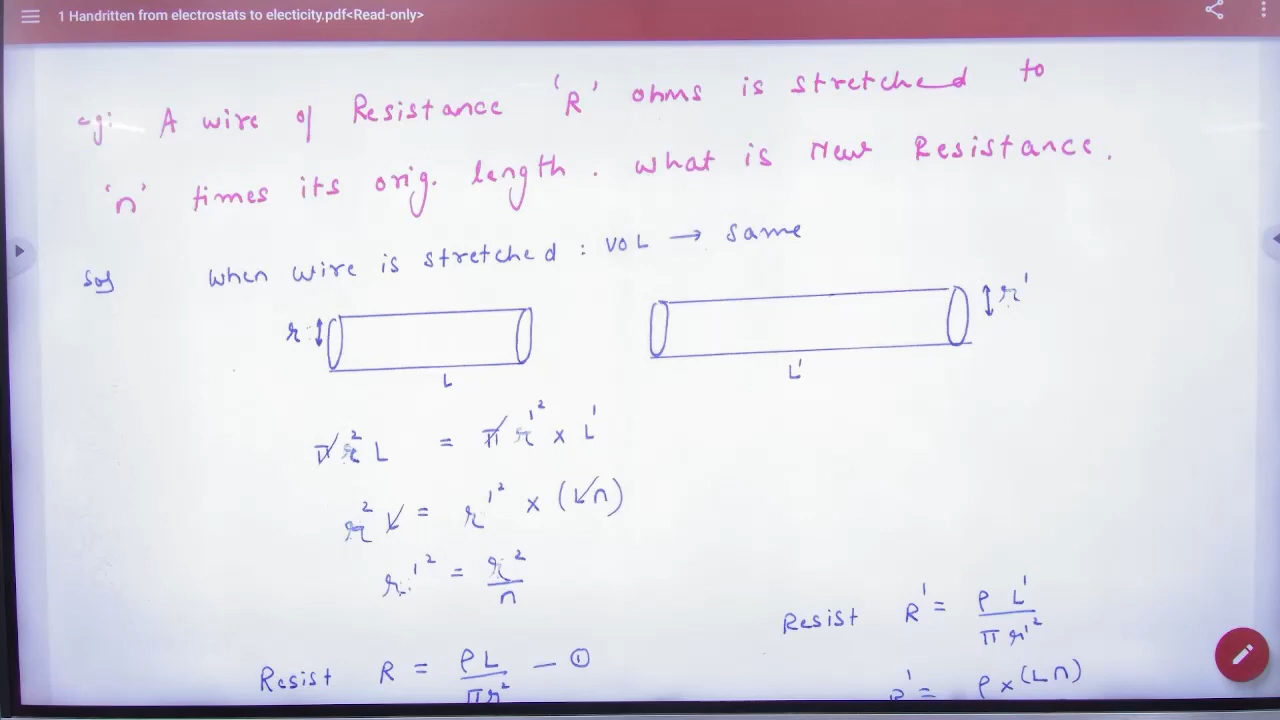 1 Handritten from electrostats to electicity.pdf<Read-only>
eg:- A wire of Resistance 'R' ohms is stretched to
'n' times its orig. length. What is New Resistance.
Sol When wire is stretched : VOL → same
r r'
L L'
πr²L = πr'² × L'
r²L = r'² × (Ln)
r'² = r²/n
Resist R' = ρL'/πr'²
Resist R = ρL/πr² — ①
R' = ρ×(Ln)